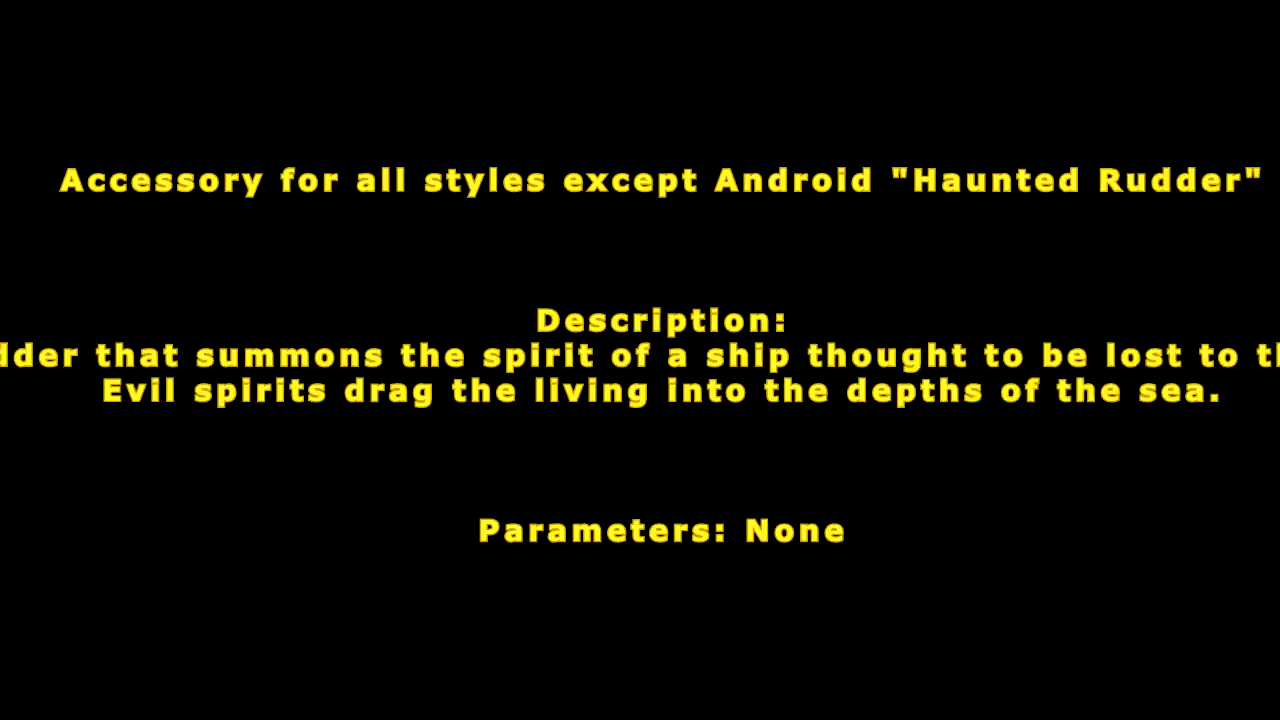 Accessory for all styles except Android "Haunted Rudder"
Description:
that summons the spirit of a ship thought to be lost to
Evil spirits drag the living into the depths of the sea.
Parameters: None